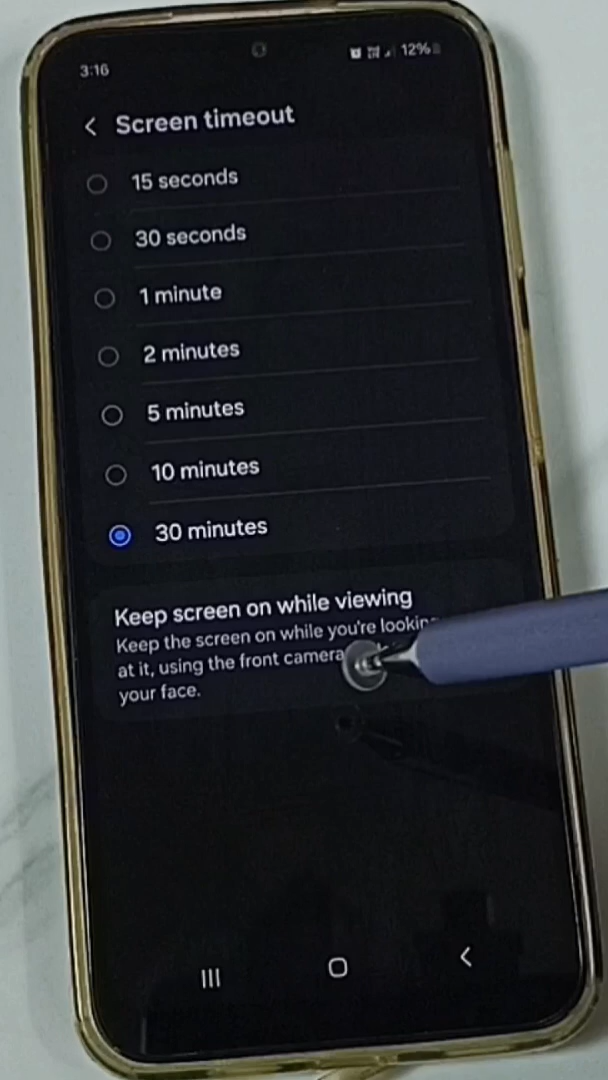 3:16
12%
Screen timeout
15 seconds
30 seconds
1 minute
2 minutes
5 minutes
10 minutes
30 minutes
Keep screen on while viewing
Keep the screen on while you're looking
at it, using the front camera
your face.